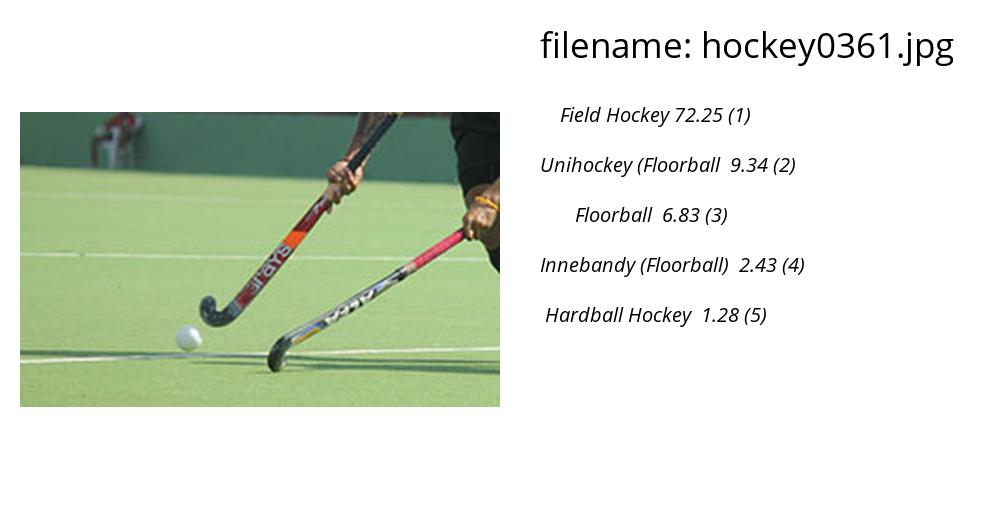 filename: hockey0361.jpg
Field Hockey 72.25 (1)
Unihockey (Floorball 9.34 (2)
Floorball 6.83 (3)
Innebandy (Floorball) 2.43 (4)
Hardball Hockey 1.28 (5)